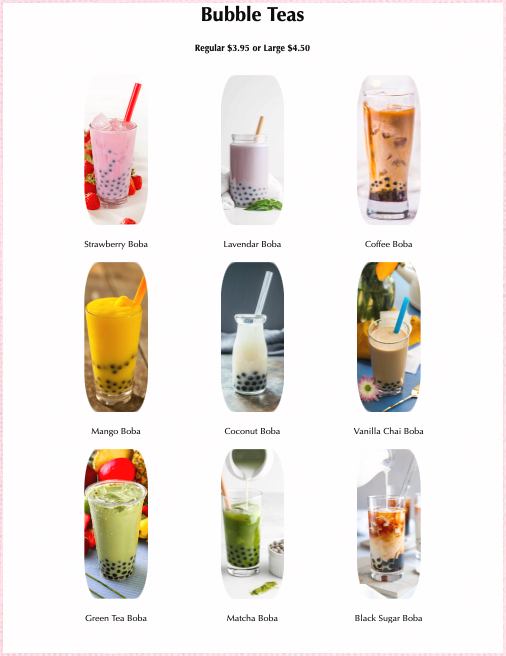 Bubble Teas
Regular $3.95 or Large $4.50
Strawberry Boba
Lavendar Boba
Coffee Boba
Mango Boba
Coconut Boba
Vanilla Chai Boba
Green Tea Boba
Matcha Boba
Black Sugar Boba